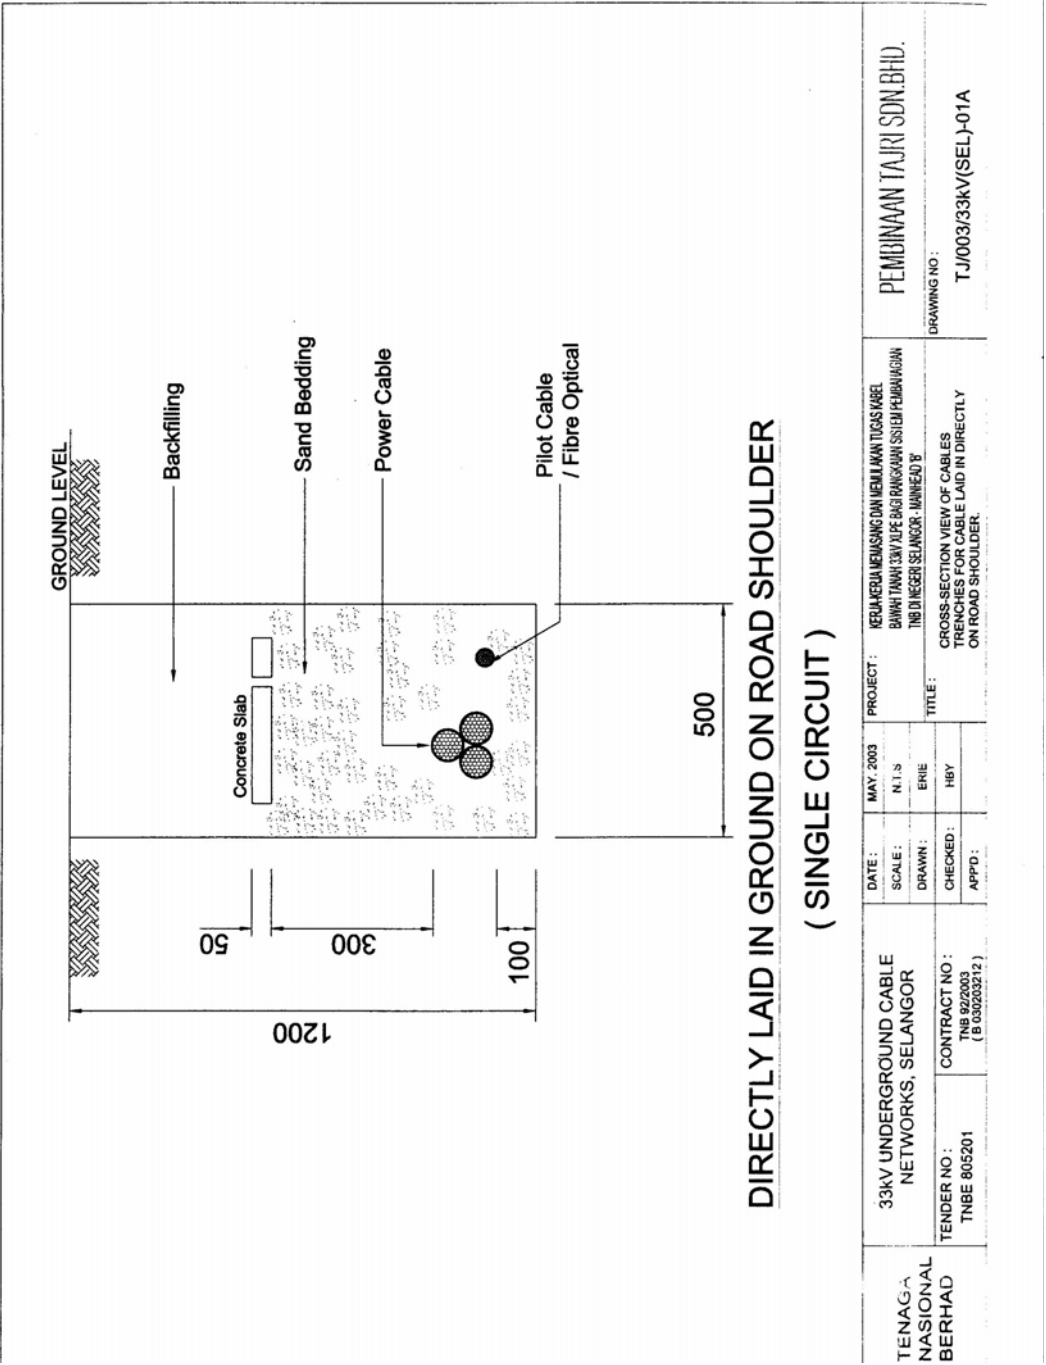 GROUND LEVEL
Backfilling
Concrete Slab
Sand Bedding
Power Cable
Pilot Cable
/ Fibre Optical
50
300
100
1200
500
DIRECTLY LAID IN GROUND ON ROAD SHOULDER
( SINGLE CIRCUIT )
TENAGA
NASIONAL
BERHAD
33kV UNDERGROUND CABLE
NETWORKS, SELANGOR
TENDER NO :
TNBE 805201
CONTRACT NO :
TNB 92/2003
( B 030203212 )
DATE :
MAY. 2003
SCALE :
N.T.S
DRAWN :
ERIE
CHECKED :
HBY
APP'D :
PROJECT :
KERJA-KERJA MEMASANG DAN MEMULAKAN TUGAS KABEL
BAWAH TANAH 33kV XLPE BAGI RANGKAIAN SISTEM PEMBAHAGIAN
TNB DI NEGERI SELANGOR - MAINHEAD 'B'
TITLE :
CROSS-SECTION VIEW OF CABLES
TRENCHES FOR CABLE LAID IN DIRECTLY
ON ROAD SHOULDER.
PEMBINAAN TAJRI SDN.BHD.
DRAWING NO :
TJ/003/33kV(SEL)-01A